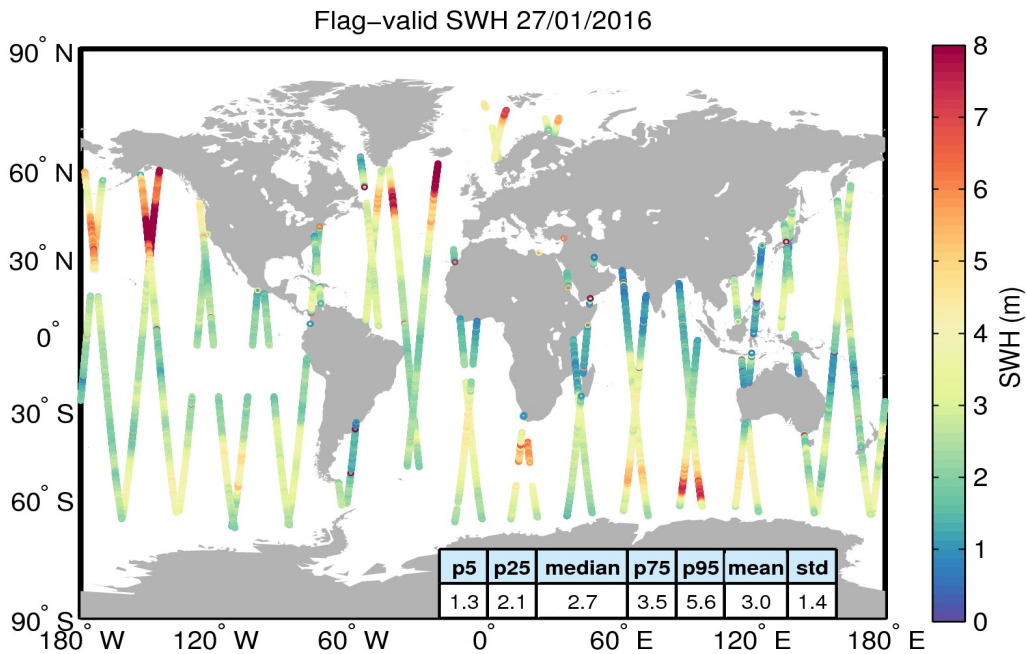 Flag−valid SWH 27/01/2016
90° N
60° N
30° N
0°
30° S
60° S
90° S
180° W
120° W
60° W
0°
60° E
120° E
180° E
p5 p25 median p75 p95 mean std
1.3 2.1 2.7 3.5 5.6 3.0 1.4
8
7
6
5
4
3
2
1
0
SWH (m)